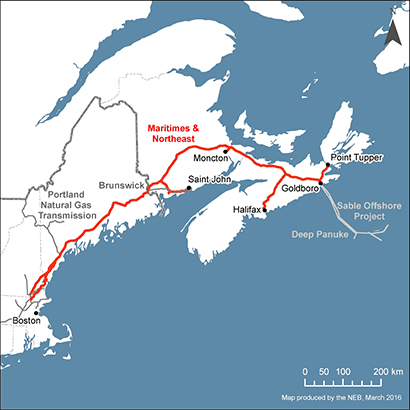 N
Maritimes &
Northeast
Moncton
Point Tupper
Brunswick
Saint John
Portland
Natural Gas
Transmission
Goldboro
Halifax
Sable Offshore
Project
Deep Panuke
Boston
0 50 100 200 km
Map produced by the NEB, March 2016